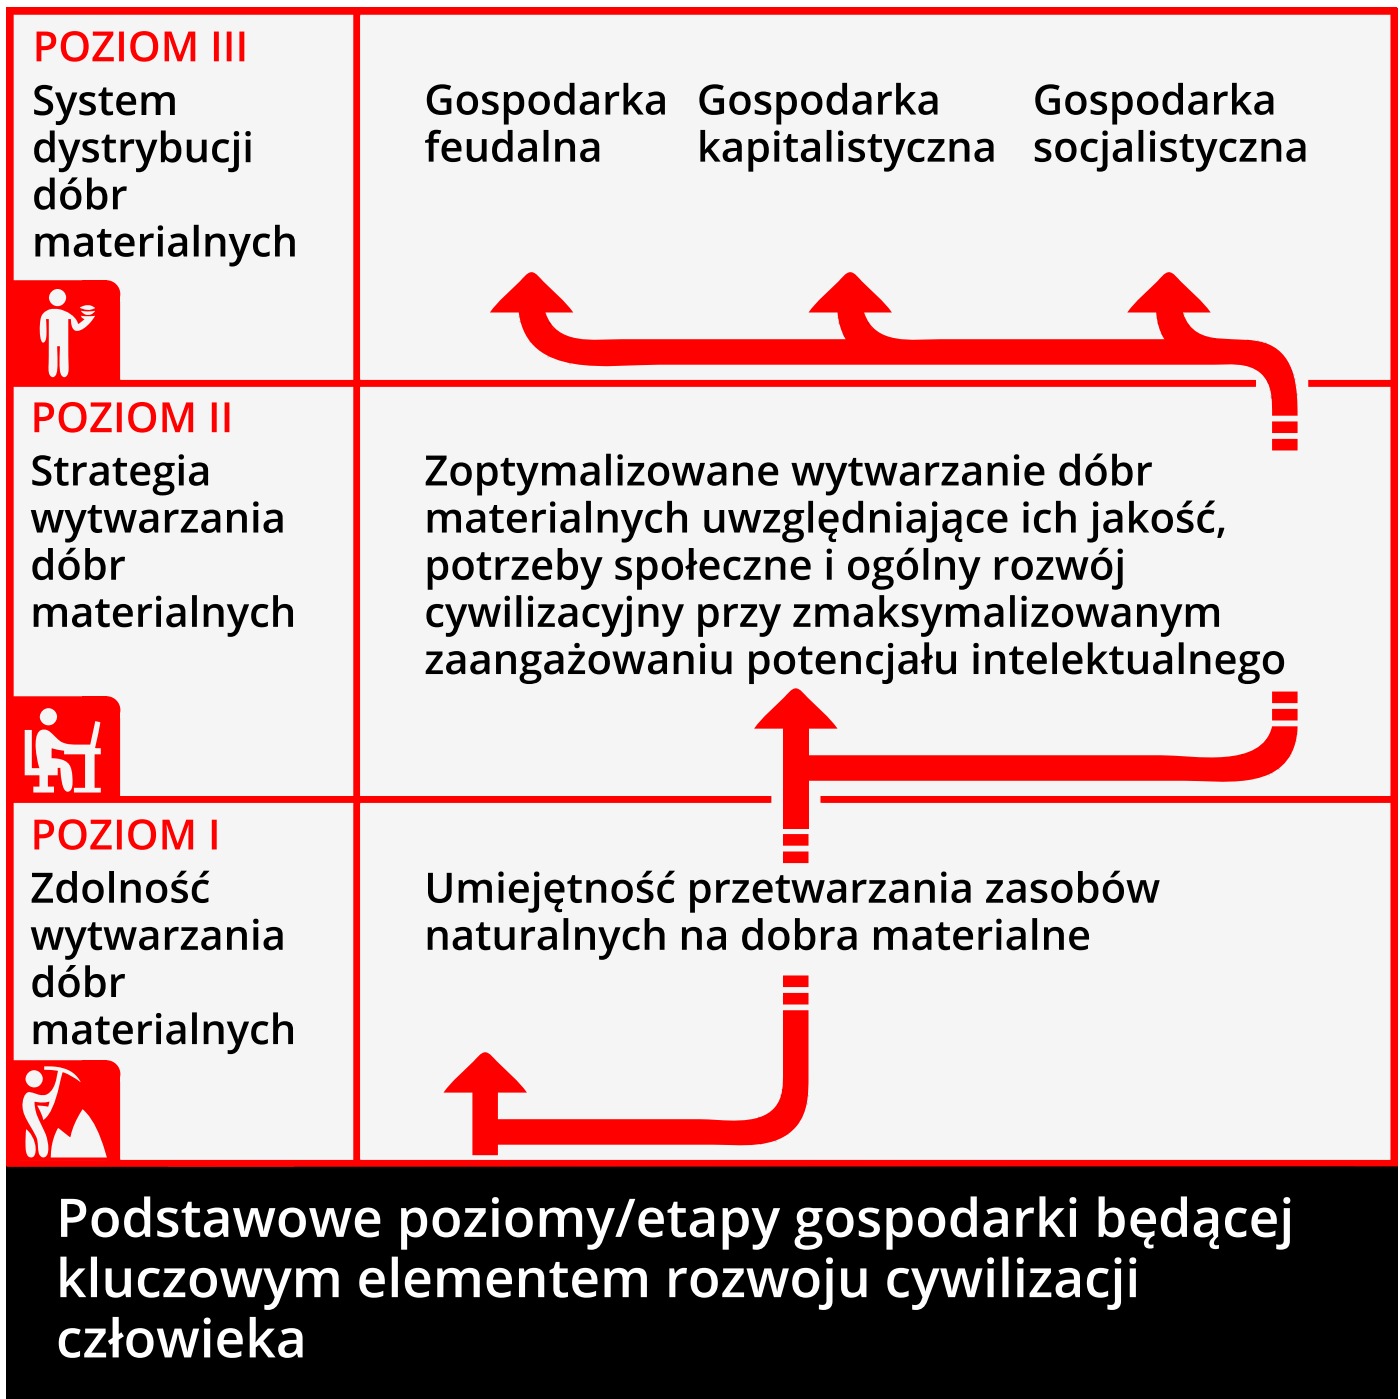 POZIOM III
System
dystrybucji
dóbr
materialnych
Gospodarka
feudalna
Gospodarka
kapitalistyczna
Gospodarka
socjalistyczna
POZIOM II
Strategia
wytwarzania
dóbr
materialnych
Zoptymalizowane wytwarzanie dóbr
materialnych uwzględniające ich jakość,
potrzeby społeczne i ogólny rozwój
cywilizacyjny przy zmaksymalizowanym
zaangażowaniu potencjału intelektualnego
POZIOM I
Zdolność
wytwarzania
dóbr
materialnych
Umiejętność przetwarzania zasobów
naturalnych na dobra materialne
Podstawowe poziomy/etapy gospodarki będącej
kluczowym elementem rozwoju cywilizacji
człowieka